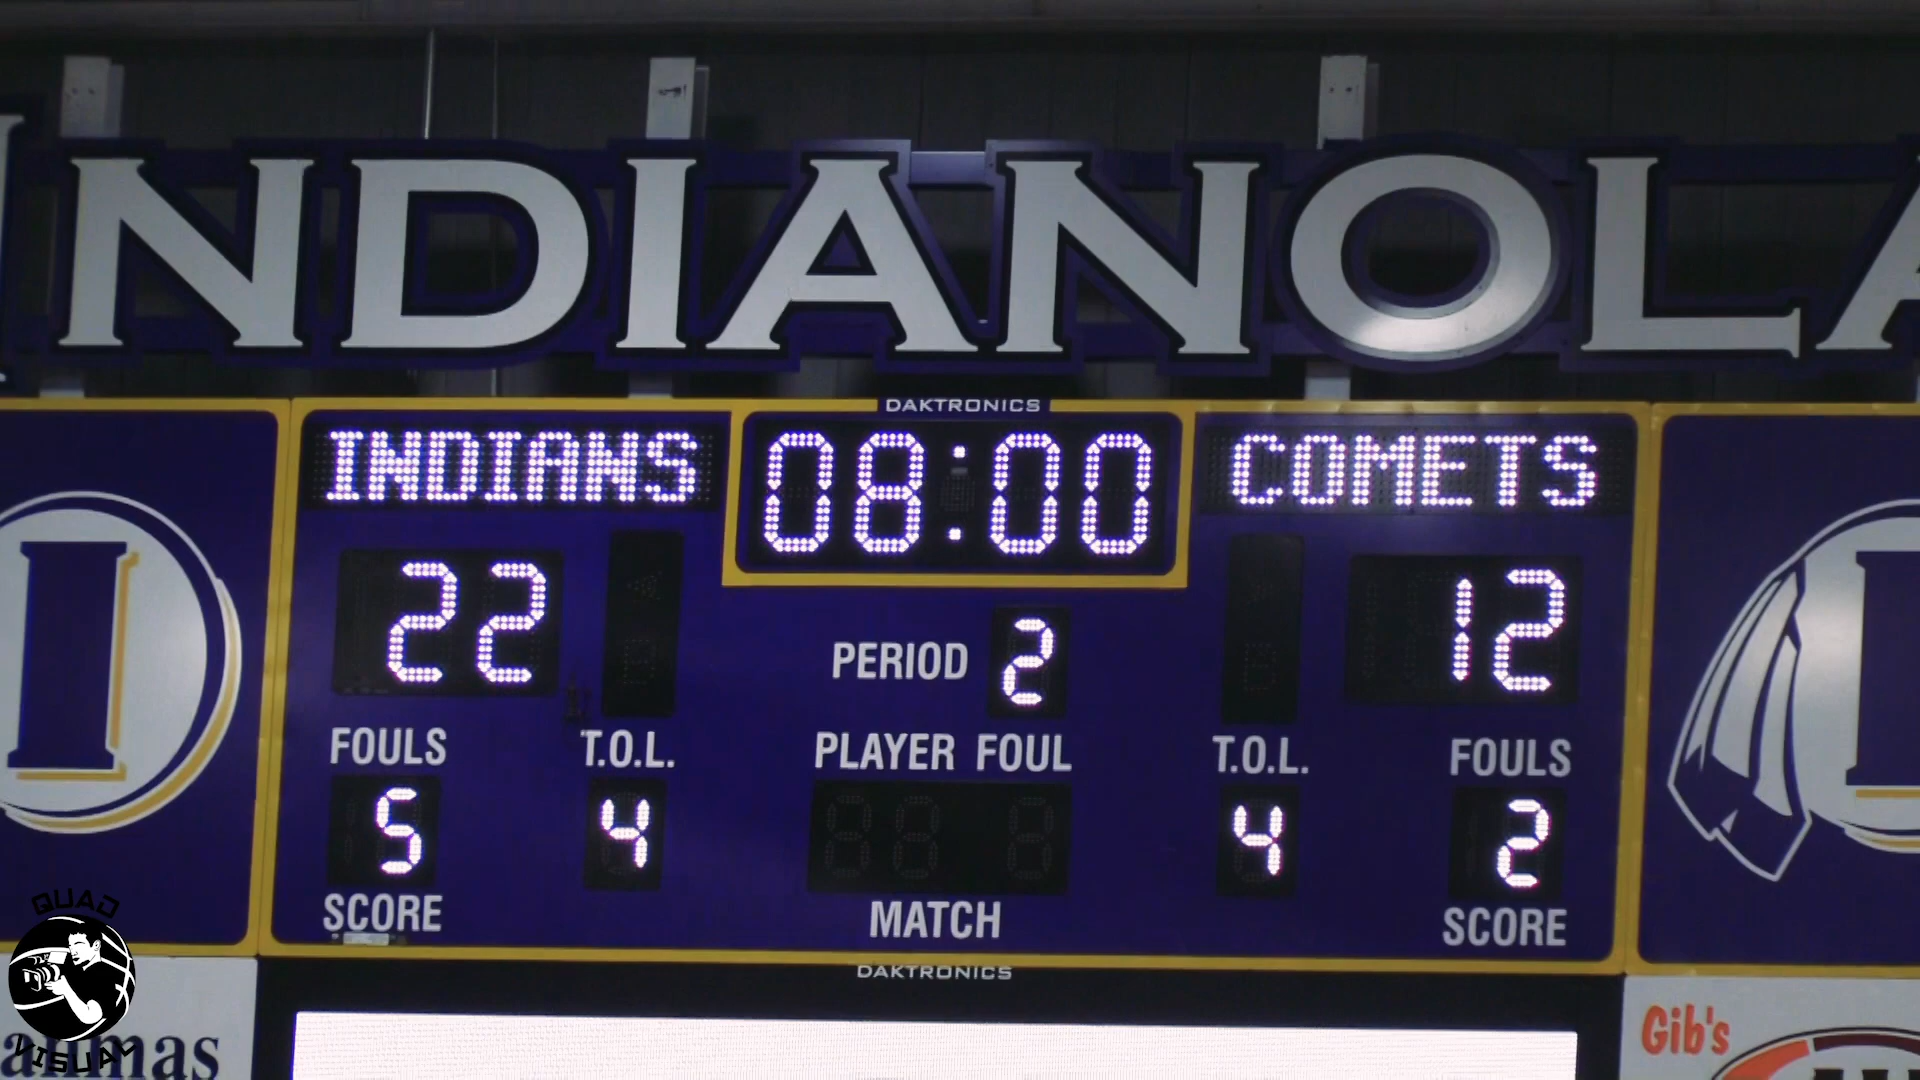 INDIANOLA
DAKTRONICS
INDIANS 08:00 COMETS
22 PERIOD 2 12
FOULS T.O.L. PLAYER FOUL T.O.L. FOULS
5 4 4 2
SCORE MATCH SCORE
DAKTRONICS
I
QUAD
VISUAL
Gib's